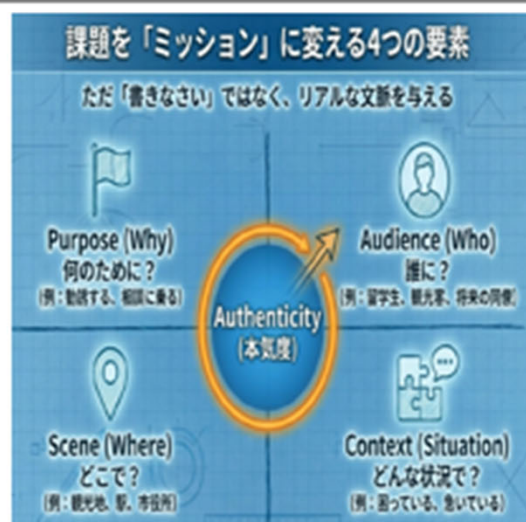 課題を「ミッション」に変える4つの要素
ただ「書きなさい」ではなく、リアルな文脈を与える
Purpose (Why)
何のために？
(例：勧誘する、相談に乗る)
Audience (Who)
誰に？
(例：留学生、観光客、将来の同僚)
Authenticity
(本気度)
Scene (Where)
どこで？
(例：観光地、駅、市役所)
Context (Situation)
どんな状況で？
(例：困っている、急いでいる)